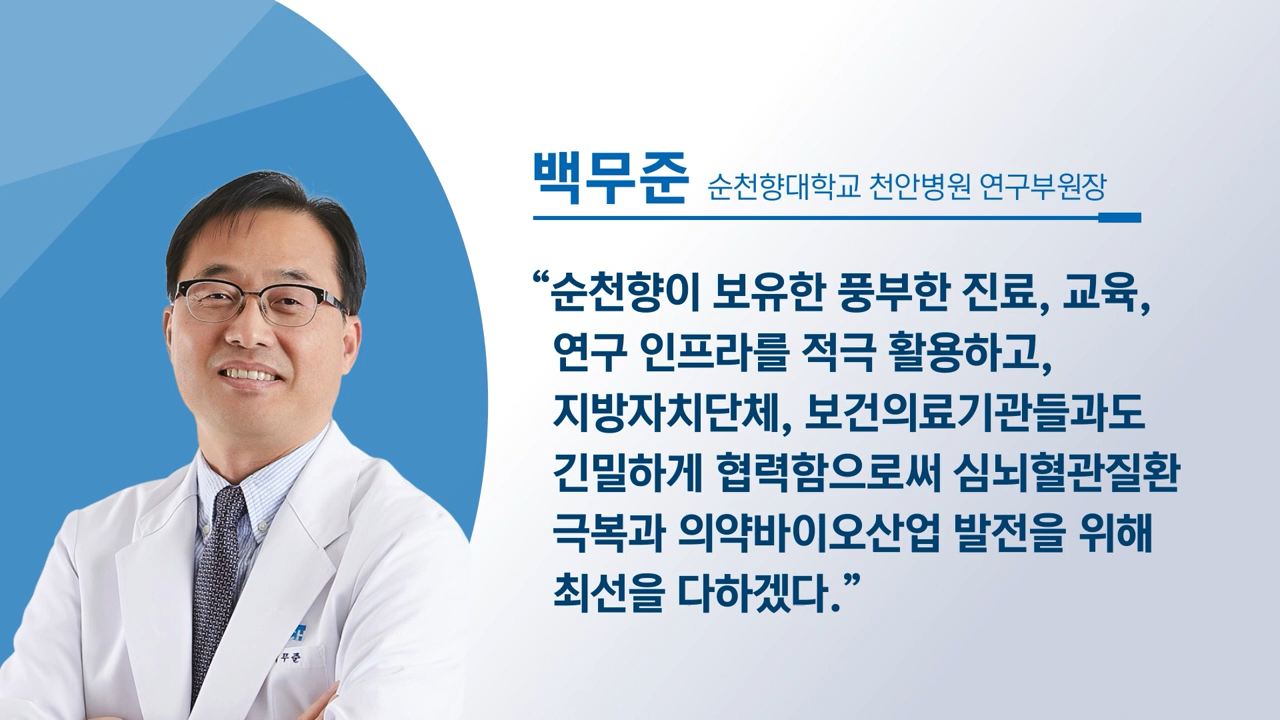 백무준 순천향대학교 천안병원 연구부원장
“순천향이 보유한 풍부한 진료, 교육,
연구 인프라를 적극 활용하고,
지방자치단체, 보건의료기관들과도
긴밀하게 협력함으로써 심뇌혈관질환
극복과 의약바이오산업 발전을 위해
최선을 다하겠다.”
무준